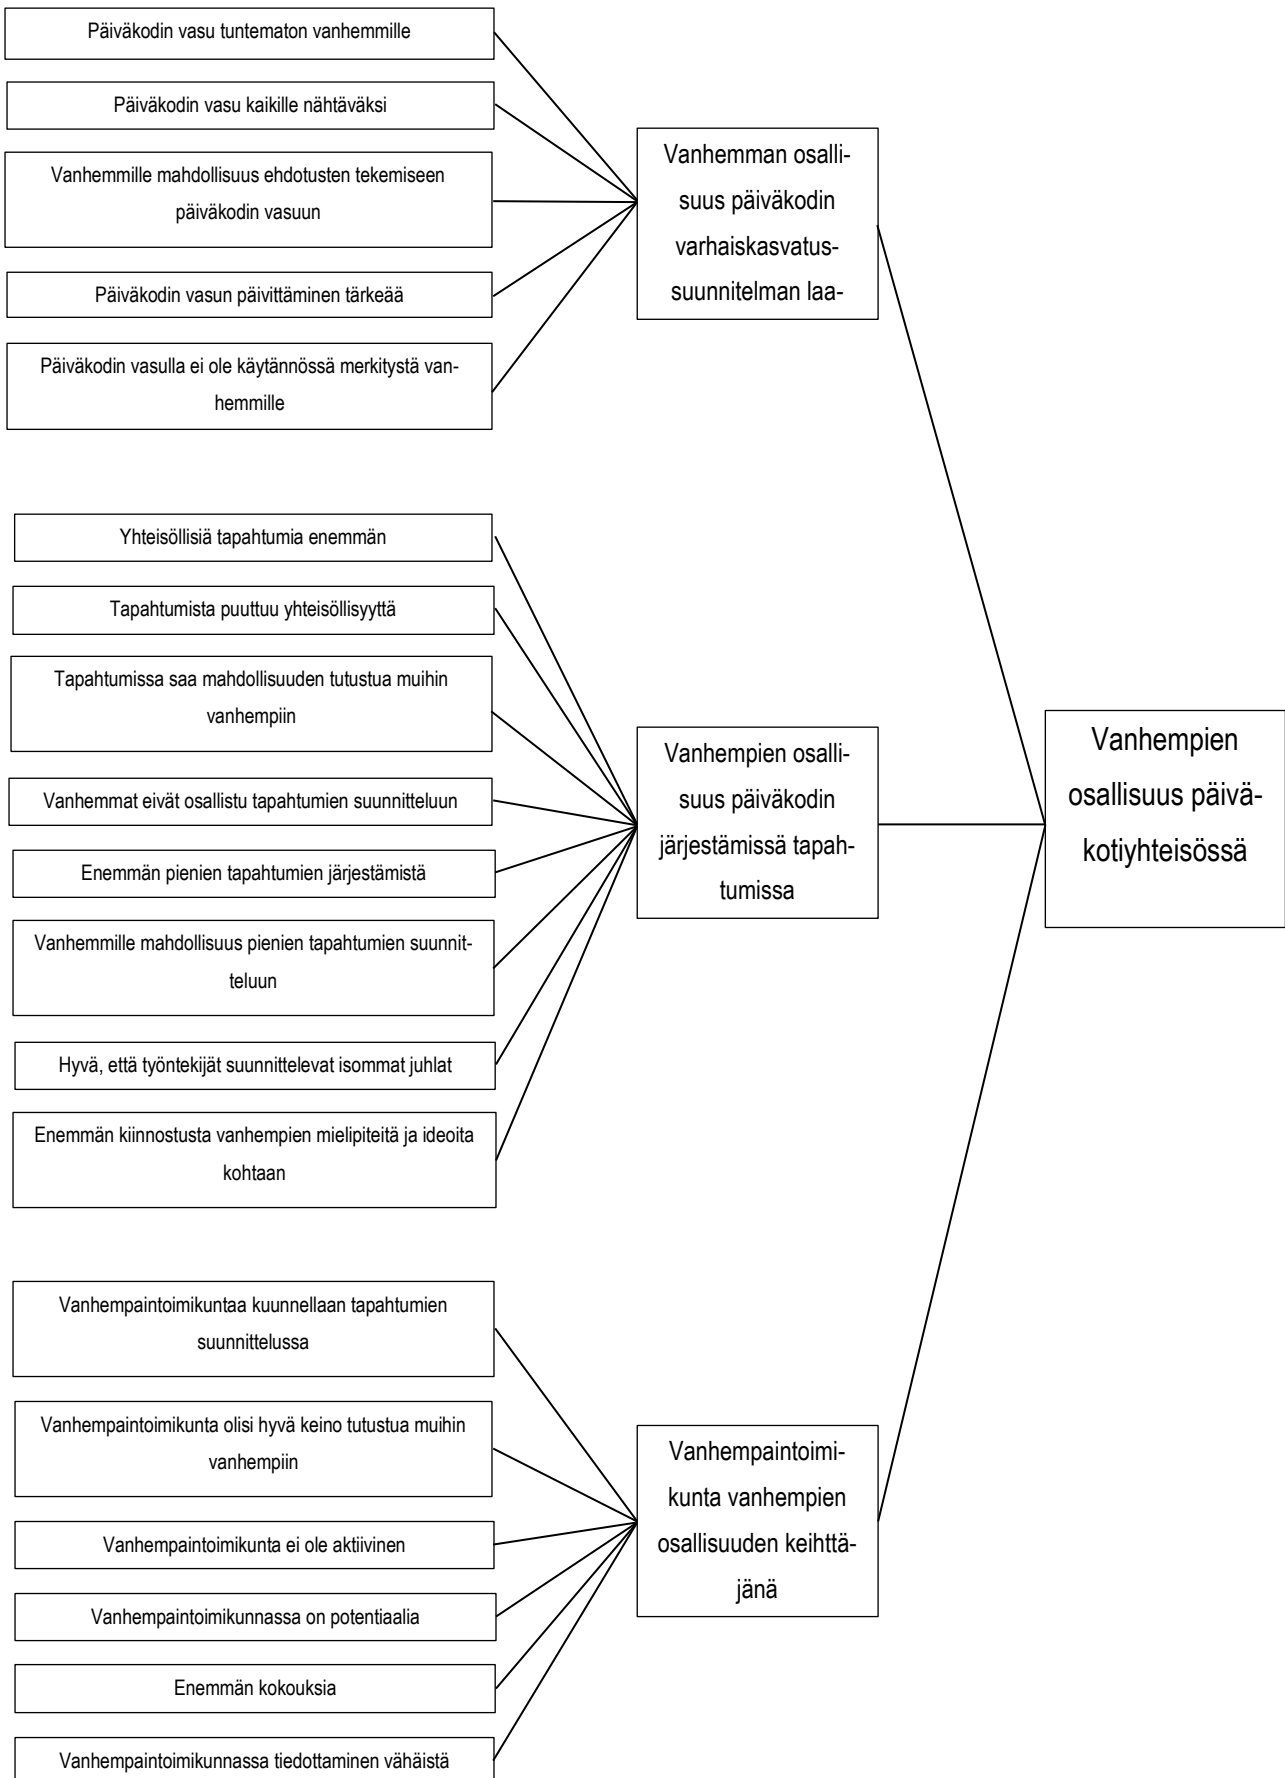 Päiväkodin vasu tuntematon vanhemmille
Päiväkodin vasu kaikille nähtäväksi
Vanhemmille mahdollisuus ehdotusten tekemiseen
päiväkodin vasuun
Päiväkodin vasun päivittäminen tärkeää
Päiväkodin vasulla ei ole käytännössä merkitystä van-
hemmille
Vanhemman osalli-
suus päiväkodin
varhaiskasvatus-
suunnitelman laa-
Yhteisöllisiä tapahtumia enemmän
Tapahtumista puuttuu yhteisöllisyyttä
Tapahtumissa saa mahdollisuuden tutustua muihin
vanhempiin
Vanhemmat eivät osallistu tapahtumien suunnitteluun
Enemmän pienien tapahtumien järjestämistä
Vanhemmille mahdollisuus pienien tapahtumien suunnit-
teluun
Hyvä, että työntekijät suunnittelevat isommat juhlat
Enemmän kiinnostusta vanhempien mielipiteitä ja ideoita
kohtaan
Vanhempien osalli-
suus päiväkodin
järjestämissä tapah-
tumissa
Vanhempien
osallisuus päivä-
kotiyhteisössä
Vanhempaintoimikuntaa kuunnellaan tapahtumien
suunnittelussa
Vanhempaintoimikunta olisi hyvä keino tutustua muihin
vanhempiin
Vanhempaintoimikunta ei ole aktiivinen
Vanhempaintoimikunnassa on potentiaalia
Enemmän kokouksia
Vanhempaintoimikunnassa tiedottaminen vähäistä
Vanhempaintoimi-
kunta vanhempien
osallisuuden keihttä-
jänä